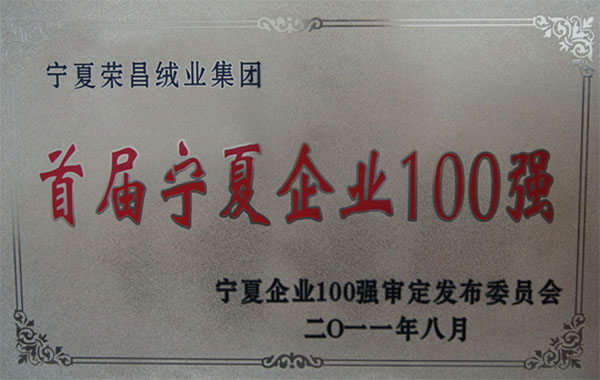 宁夏荣昌绒业集团
首届宁夏企业100强
宁夏企业100强审定发布委员会
二O一一年八月